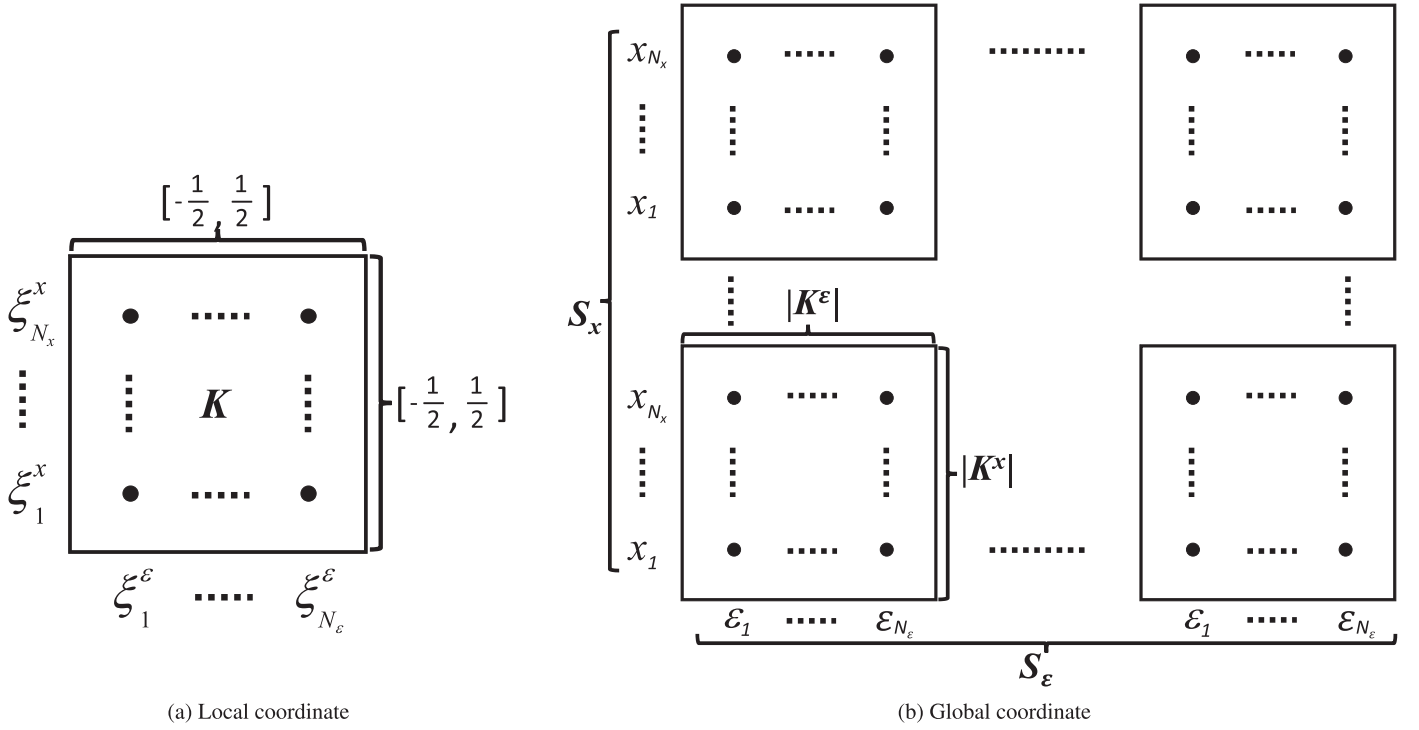 [-1/2, 1/2]
ξ^x_{N_x}
K
[-1/2, 1/2]
ξ^x_1
ξ^ε_1 ...... ξ^ε_{N_ε}
(a) Local coordinate
x_{N_x}
x_1
S_x
|K^ε|
x_{N_x}
|K^x|
x_1
ε_1 ...... ε_{N_ε} ε_1 ...... ε_{N_ε}
S_ε
(b) Global coordinate